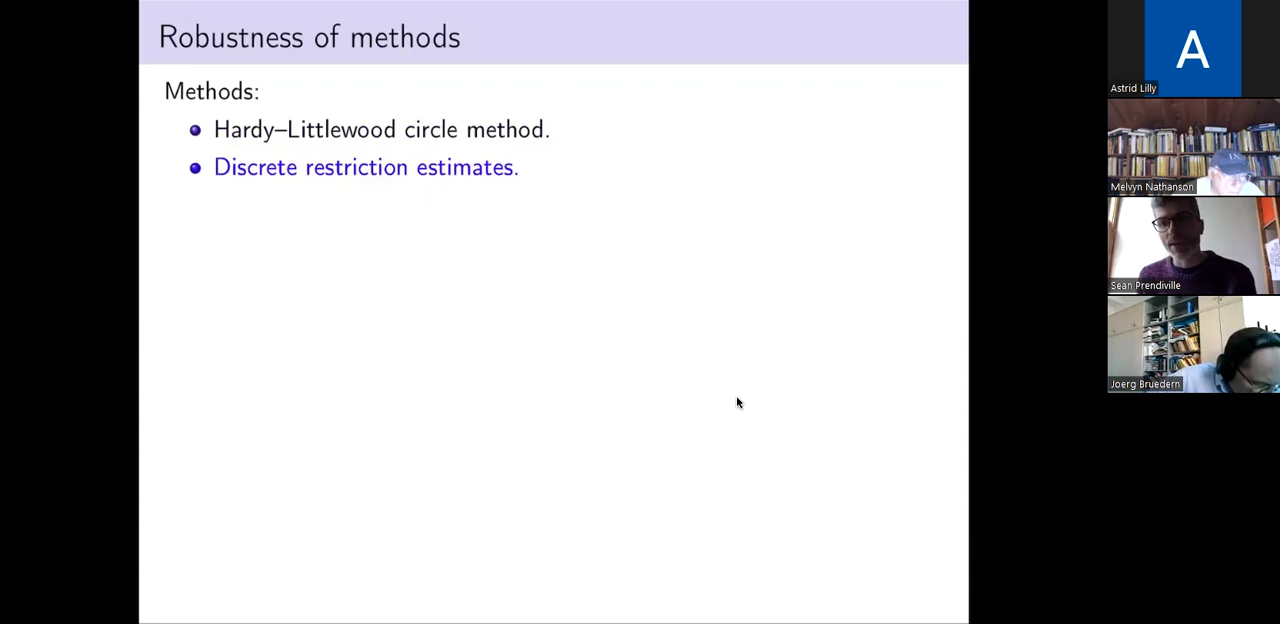 Robustness of methods
Methods:
Hardy–Littlewood circle method.
Discrete restriction estimates.
A
Astrid Lilly
Melvyn Nathanson
Sean Prendiville
Joerg Bruedern